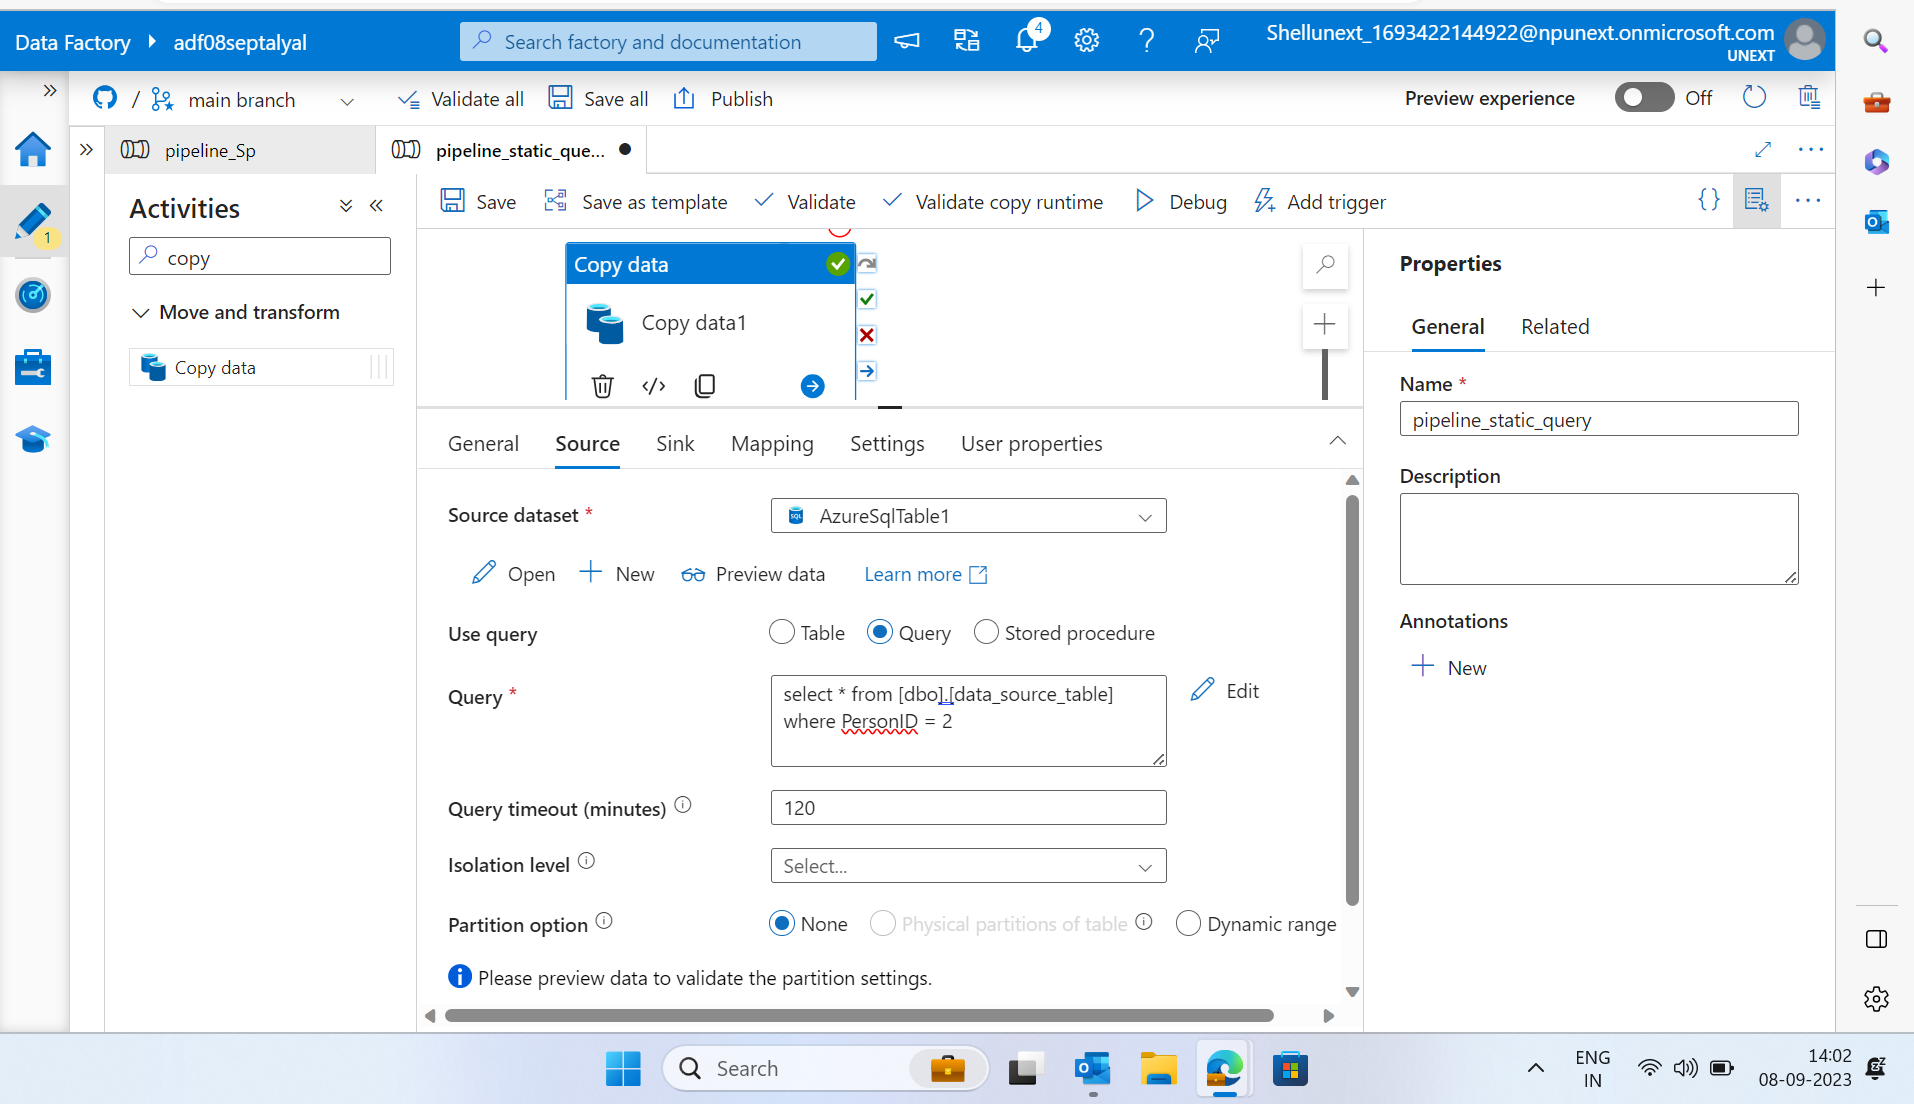 Data Factory
adf08septalyal
Search factory and documentation
4
Shellunext_1693422144922@npunext.onmicrosoft.com
UNEXT
/
main branch
Validate all
Save all
Publish
Preview experience
Off
pipeline_Sp
pipeline_static_que...
1
Activities
copy
Move and transform
Copy data
Save
Save as template
Validate
Validate copy runtime
Debug
Add trigger
{}
Copy data
Copy data1
General
Source
Sink
Mapping
Settings
User properties
Source dataset *
SQL
AzureSqlTable1
Open
New
Preview data
Learn more
Use query
Table
Query
Stored procedure
Query *
select * from [dbo].[data_source_table]
where PersonID = 2
Edit
Query timeout (minutes)
120
Isolation level
Select...
Partition option
None
Physical partitions of table
Dynamic range
Please preview data to validate the partition settings.
Properties
General
Related
Name *
pipeline_static_query
Description
Annotations
New
Search
ENG
IN
14:02
08-09-2023